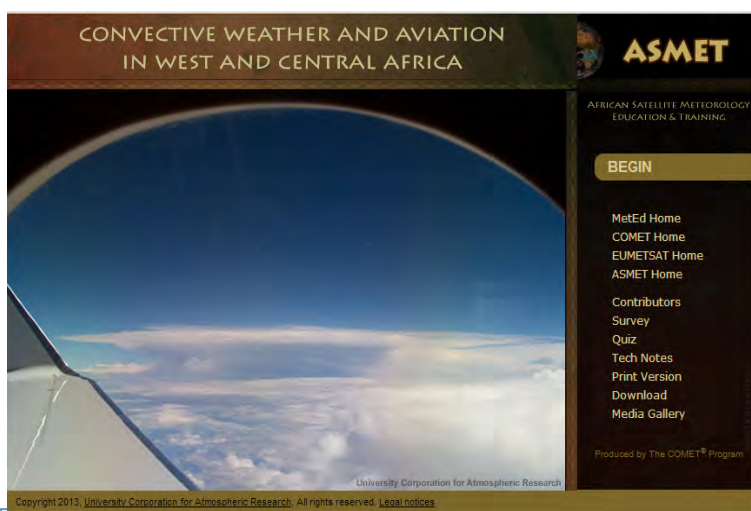 CONVECTIVE WEATHER AND AVIATION
IN WEST AND CENTRAL AFRICA
ASMET
AFRICAN SATELLITE METEOROLOGY
EDUCATION & TRAINING
BEGIN
MetEd Home
COMET Home
EUMETSAT Home
ASMET Home
Contributors
Survey
Quiz
Tech Notes
Print Version
Download
Media Gallery
Produced by The COMET® Program
University Corporation for Atmospheric Research
Copyright 2013, University Corporation for Atmospheric Research. All rights reserved. Legal notices